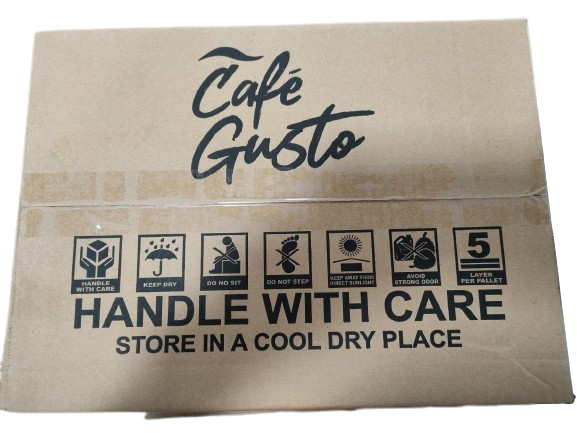 Café
Gusto
HANDLE
WITH CARE
KEEP DRY
DO NO SIT
DO NOT STEP
KEEP AWAY FROM
DIRECT SUNLIGHT
AVOID
STRONG DOOR
5
LAYER
PER PALLET
HANDLE WITH CARE
STORE IN A COOL DRY PLACE